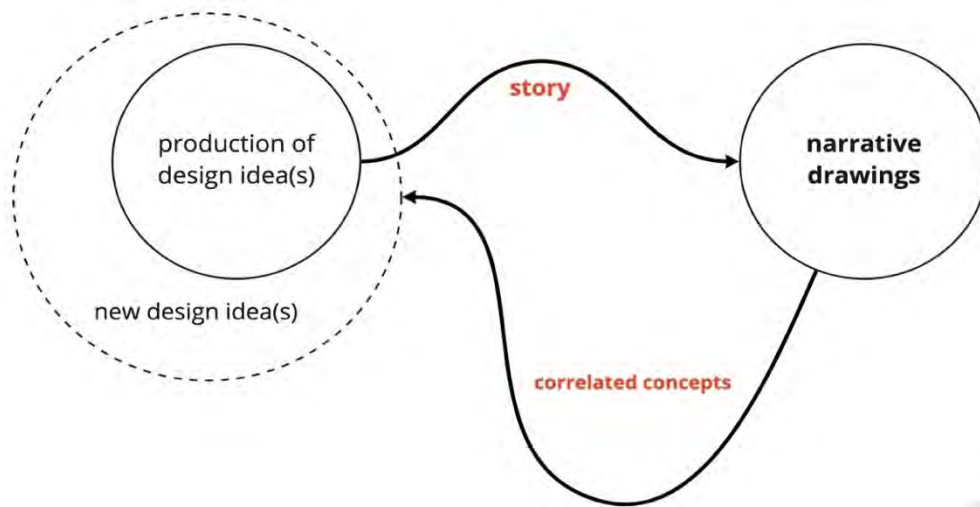 story
production of
design idea(s)
narrative
drawings
new design idea(s)
correlated concepts